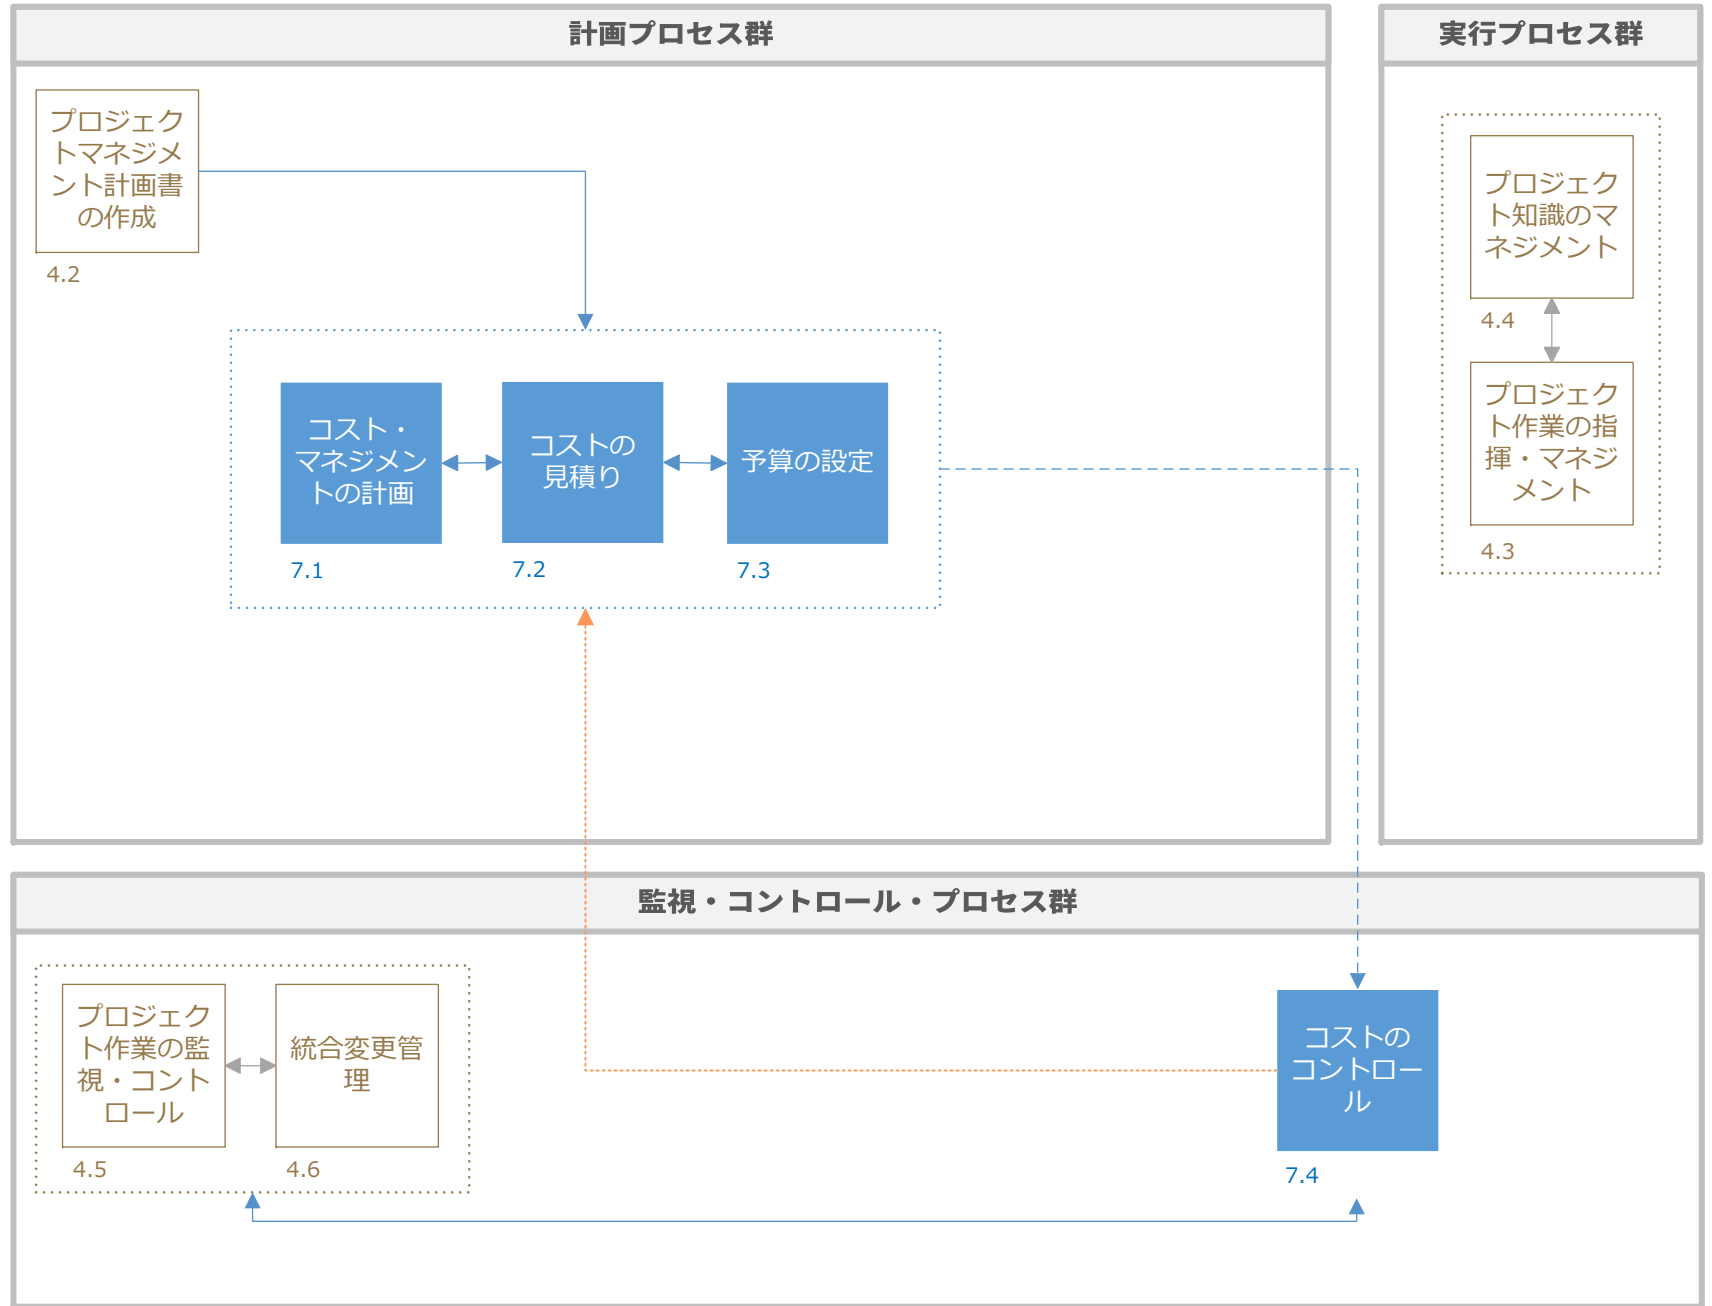 計画プロセス群
プロジェク
トマネジメ
ント計画書
の作成
4.2
コスト・
マネジメン
トの計画
7.1
コストの
見積り
7.2
予算の設定
7.3
実行プロセス群
プロジェク
ト知識のマ
ネジメント
4.4
プロジェク
ト作業の指
揮・マネジ
メント
4.3
監視・コントロール・プロセス群
プロジェク
ト作業の監
視・コント
ロール
4.5
統合変更管
理
4.6
コストの
コントロー
ル
7.4